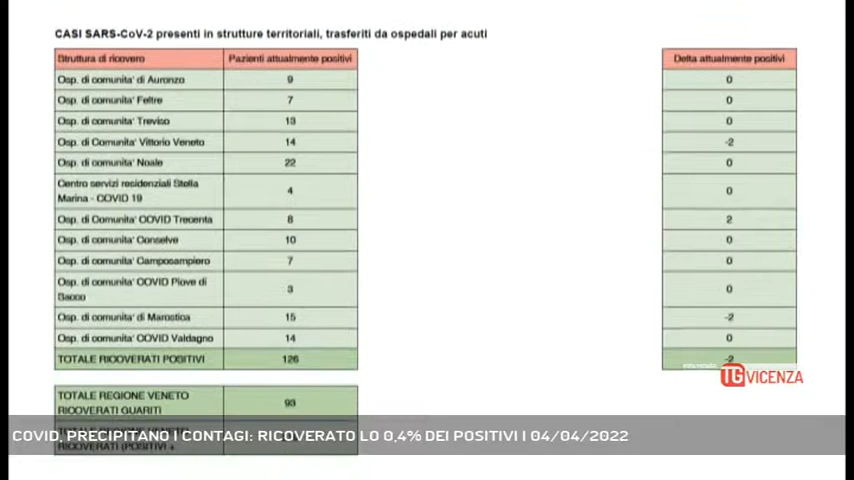 CASI SARS-CoV-2 presenti in strutture territoriali, trasferiti da ospedali per acuti
Struttura di ricovero Pazienti attualmente positivi Delta attualmente positivi
Osp. di comunita' di Auronzo 9 0
Osp. di comunita' Feltre 7 0
Osp. di comunita' Treviso 13 0
Osp. di Comunita' Vittorio Veneto 14 -2
Osp. di comunita' Noale 22 0
Centro servizi residenziali Stella
Marina - COVID 19 4 0
Osp. di Comunita' COVID Trecenta 8 2
Osp. di comunita' Conselve 10 0
Osp. di comunita' Camposampiero 7 0
Osp. di comunita' COVID Piove di
Sacco 3 0
Osp. di comunita' di Marostica 15 -2
Osp. di comunita' COVID Valdagno 14 0
TOTALE RICOVERATI POSITIVI 126 -2
TG VICENZA
TOTALE REGIONE VENETO
RICOVERATI GUARITI 93
COVID, PRECIPITANO I CONTAGI: RICOVERATO LO 0,4% DEI POSITIVI | 04/04/2022
TOTALE REGIONE VENETO
RICOVERATI (POSITIVI +